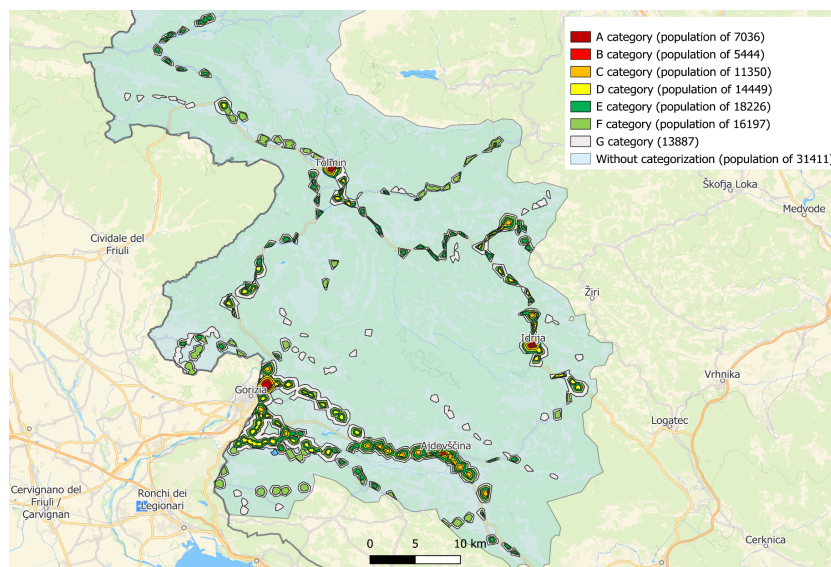 A category (population of 7036)
B category (population of 5444)
C category (population of 11350)
D category (population of 14449)
E category (population of 18226)
F category (population of 16197)
G category (13887)
Without categorization (population of 31411)
Tolmin
Škofja Loka
Medvode
Cividale del
Friuli
Žiri
Idrija
Vrhnika
Gorizia
Logatec
Ajdovščina
Cervignano del
Friuli /
Çarvignan
Ronchi dei
Legionari
Cerknica
0 5 10 km